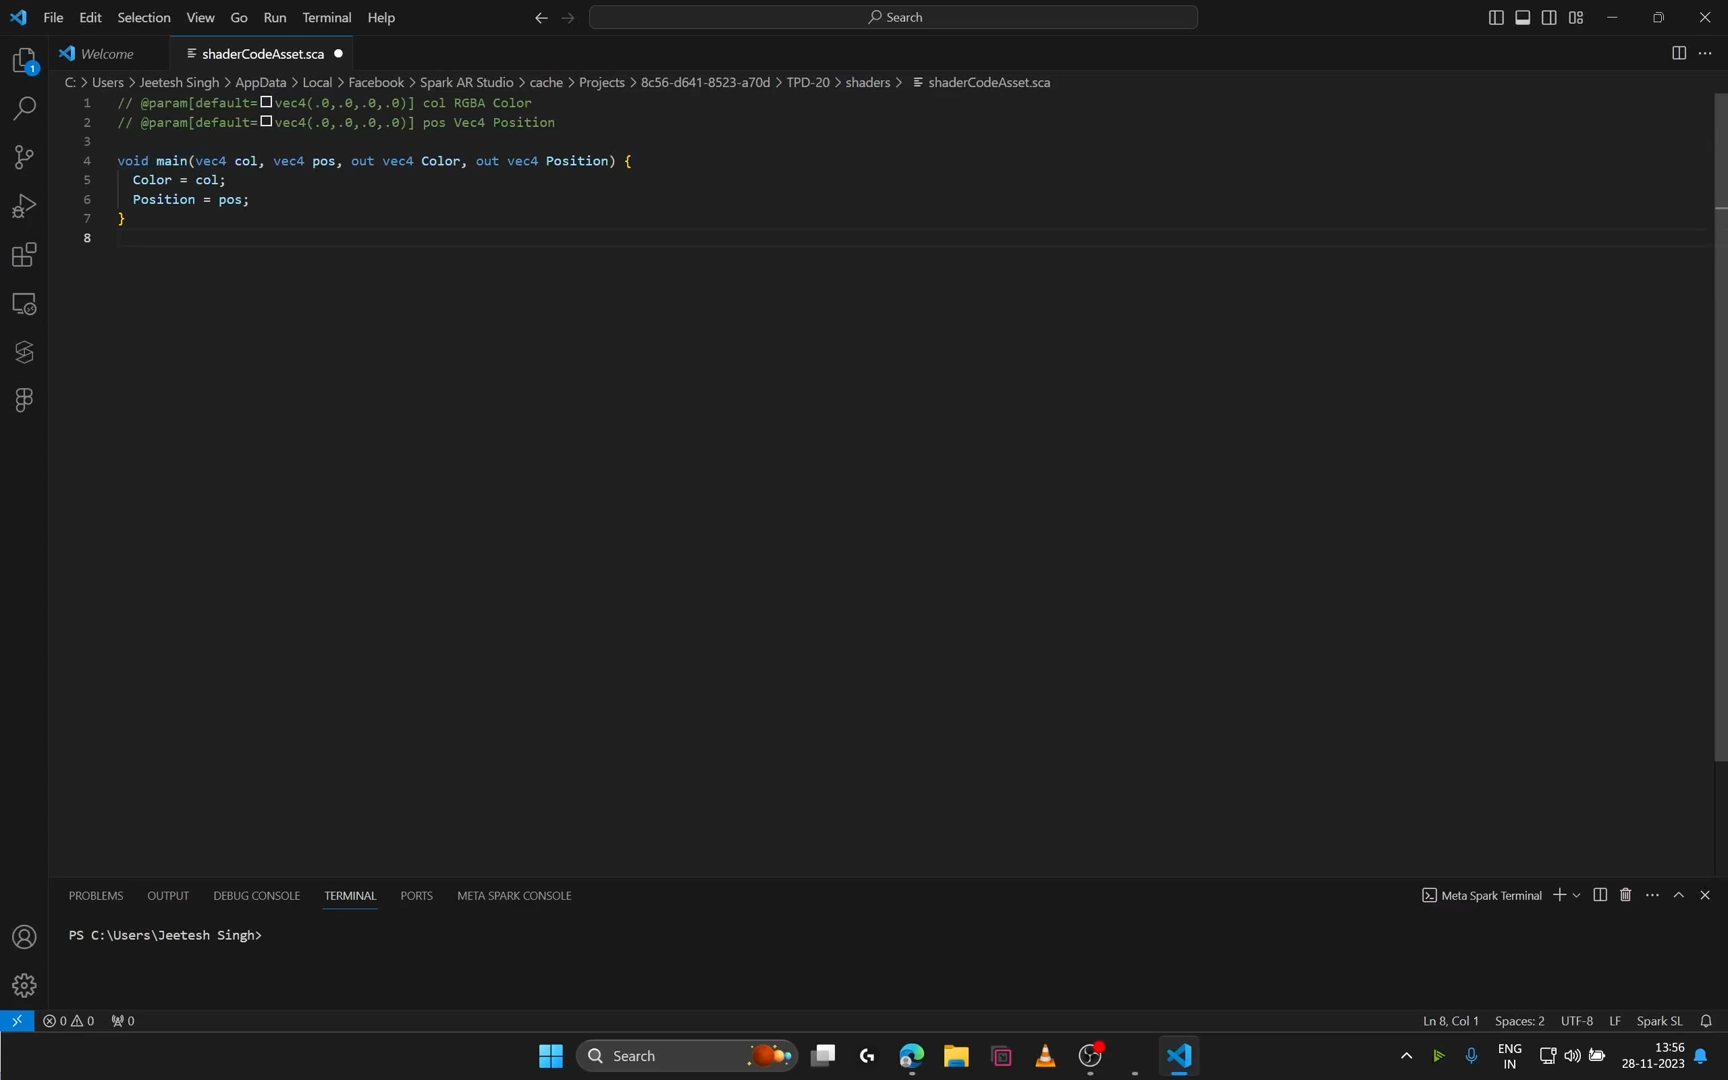 File Edit Selection View Go Run Terminal Help
Search
Welcome
shaderCodeAsset.sca
C: > Users > Jeetesh Singh > AppData > Local > Facebook > Spark AR Studio > cache > Projects > 8c56-d641-8523-a70d > TPD-20 > shaders > shaderCodeAsset.sca
1
1 // @param[default=vec4(.0,.0,.0,.0)] col RGBA Color
2 // @param[default=vec4(.0,.0,.0,.0)] pos Vec4 Position
3
4 void main(vec4 col, vec4 pos, out vec4 Color, out vec4 Position) {
5 Color = col;
6 Position = pos;
7 }
8
PROBLEMS OUTPUT DEBUG CONSOLE TERMINAL PORTS META SPARK CONSOLE
Meta Spark Terminal
PS C:\Users\Jeetesh Singh>
0 0 0
Ln 8, Col 1 Spaces: 2 UTF-8 LF Spark SL
Search
ENG
IN
13:56
28-11-2023